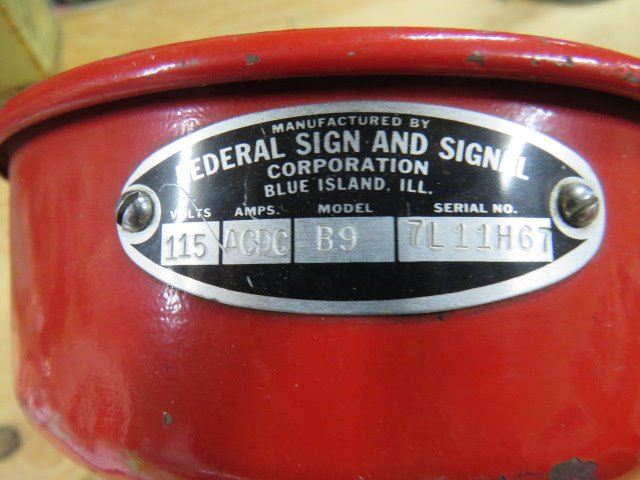 MANUFACTURED BY
FEDERAL SIGN AND SIGNAL
CORPORATION
BLUE ISLAND, ILL.
VOLTS AMPS. MODEL SERIAL NO.
115 ACDC B9 7L11H67